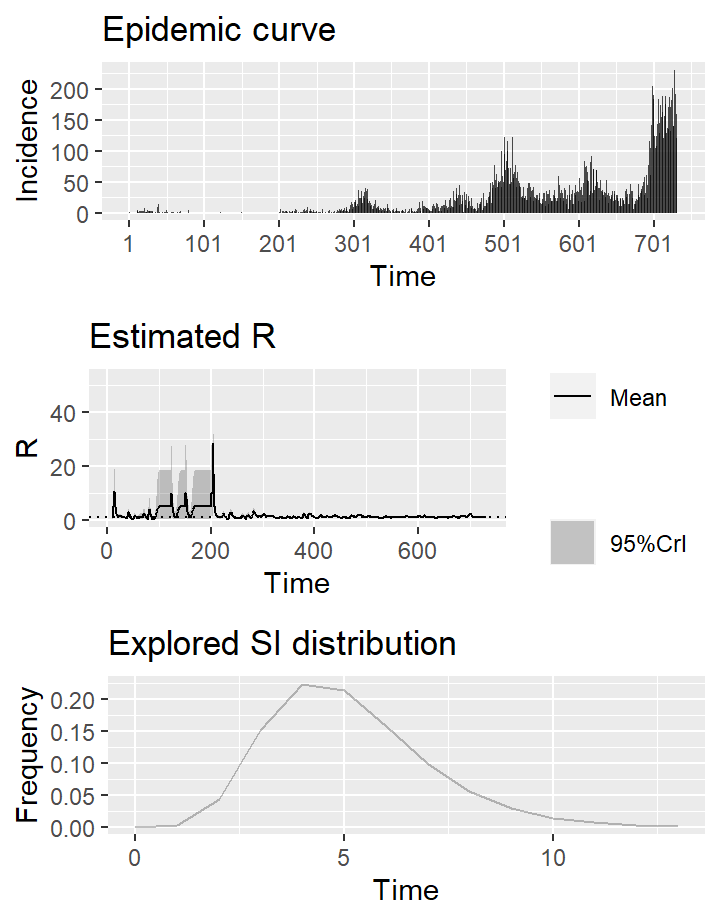 Epidemic curve
Incidence
200
150
100
50
0
1 101 201 301 401 501 601 701
Time
Estimated R
R
40
20
0
0 200 400 600
Time
Mean
95%CrI
Explored SI distribution
Frequency
0.20
0.15
0.10
0.05
0.00
0 5 10
Time